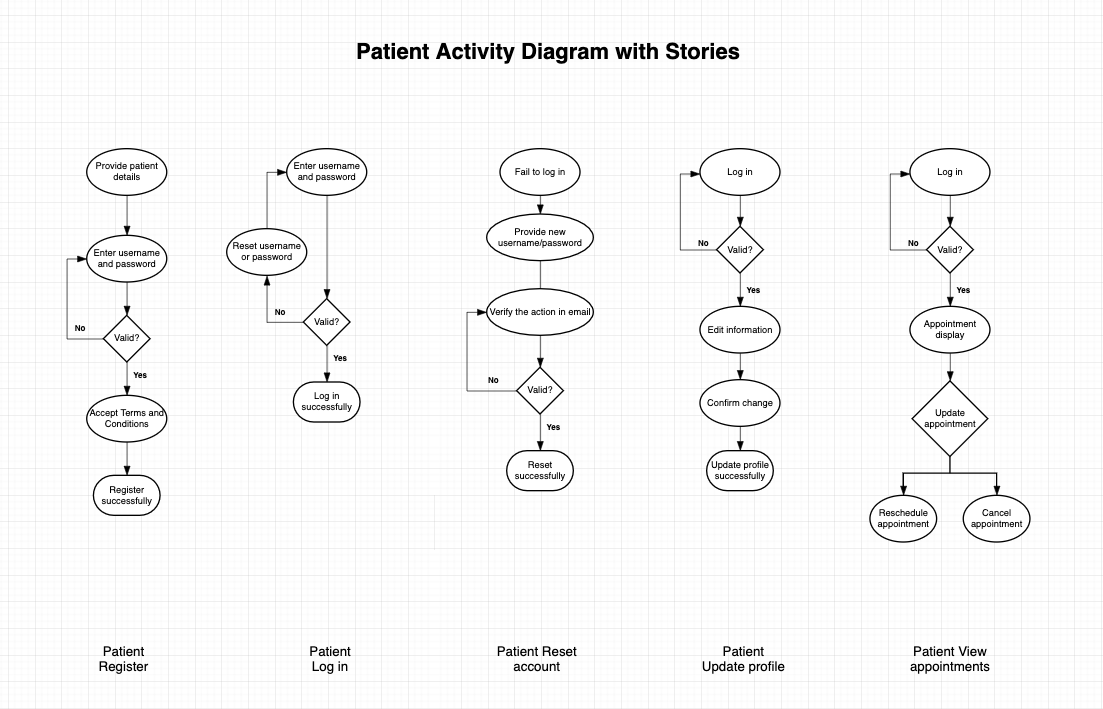 Patient Activity Diagram with Stories
Provide patient
details
Enter username
and password
Valid?
No
Yes
Accept Terms and
Conditions
Register
successfully
Patient
Register
Enter username
and password
Reset username
or password
No
Valid?
Yes
Log in
successfully
Patient
Log in
Fail to log in
Provide new
username/password
Verify the action in email
No
Valid?
Yes
Reset
successfully
Patient Reset
account
Log in
No
Valid?
Yes
Edit information
Confirm change
Update profile
successfully
Patient
Update profile
Log in
No
Valid?
Yes
Appointment
display
Update
appointment
Reschedule
appointment
Cancel
appointment
Patient View
appointments